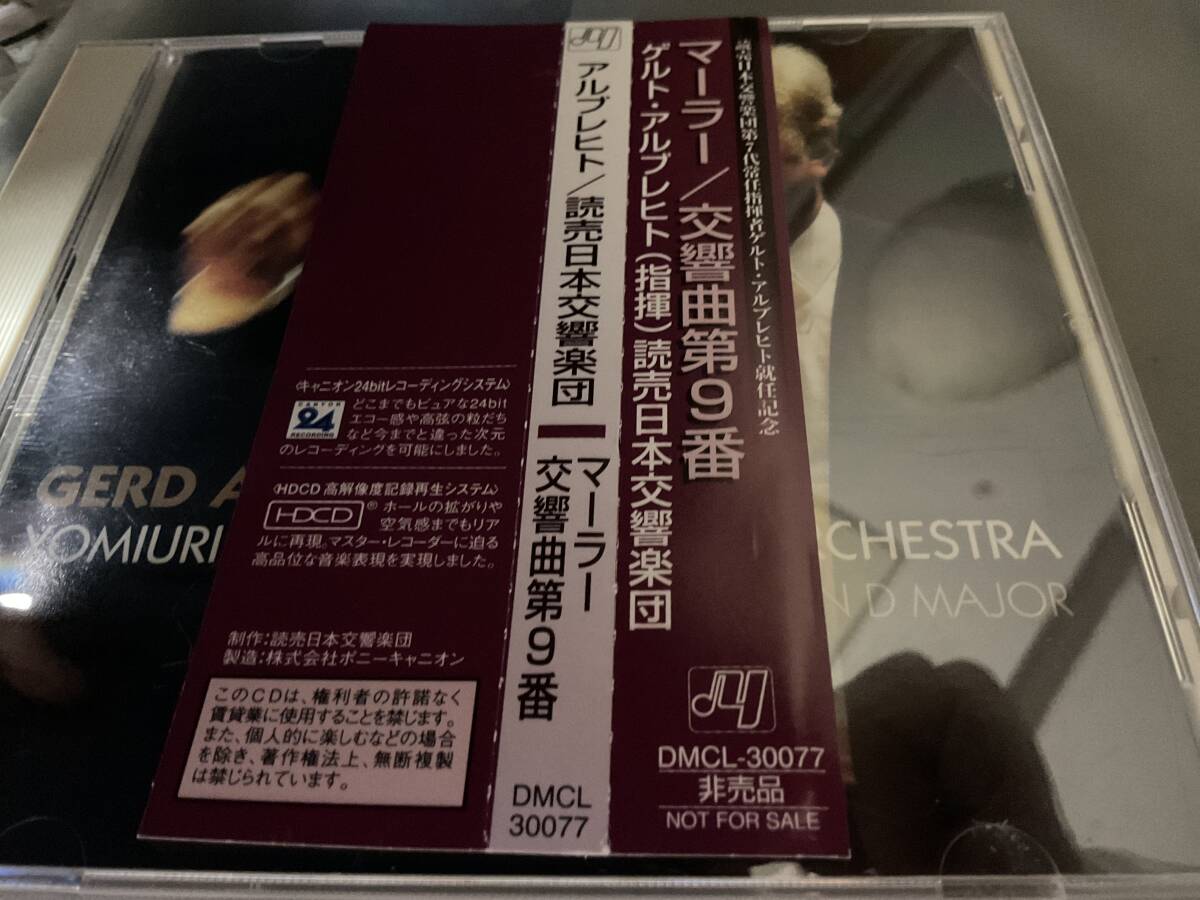 読売日本交響楽団第7代常任指揮者ゲルト・アルブレヒト就任記念
マーラー/交響曲第9番
ゲルト・アルブレヒト(指揮)読売日本交響楽団
DMCL-30077
非売品
NOT FOR SALE
アルブレヒト/読売日本交響楽団
マーラー
交響曲第9番
DMCL
30077
〈キャニオン24bitレコーディングシステム〉
CANYON
24
RECORDING
どこまでもピュアな24bit
エコー感や高弦の粒だち
など今までと違った次元
のレコーディングを可能にしました。
〈HDCD 高解像度記録再生システム〉
HDCD®
ホールの拡がりや
空気感までもリア
ルに再現。マスター・レコーダーに迫る
高品位な音楽表現を実現しました。
制作:読売日本交響楽団
製造:株式会社ポニーキャニオン
このCDは、権利者の許諾なく
賃貸業に使用することを禁じます。
また、個人的に楽しむなどの場合
を除き、著作権法上、無断複製
は禁じられています。
GERD A
YOMIURI
RCHESTRA
N D MAJOR